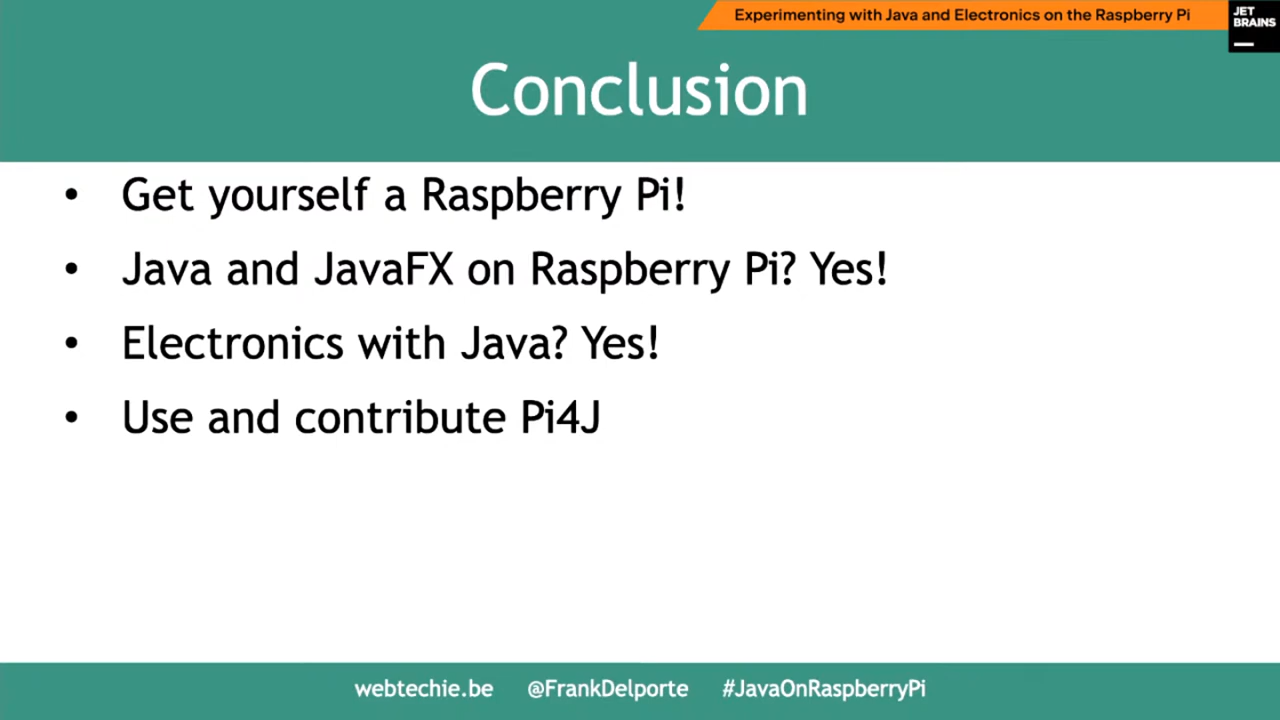 Experimenting with Java and Electronics on the Raspberry Pi
JET
BRAINS
Conclusion
• Get yourself a Raspberry Pi!
• Java and JavaFX on Raspberry Pi? Yes!
• Electronics with Java? Yes!
• Use and contribute Pi4J
webtechie.be @FrankDelporte #JavaOnRaspberryPi